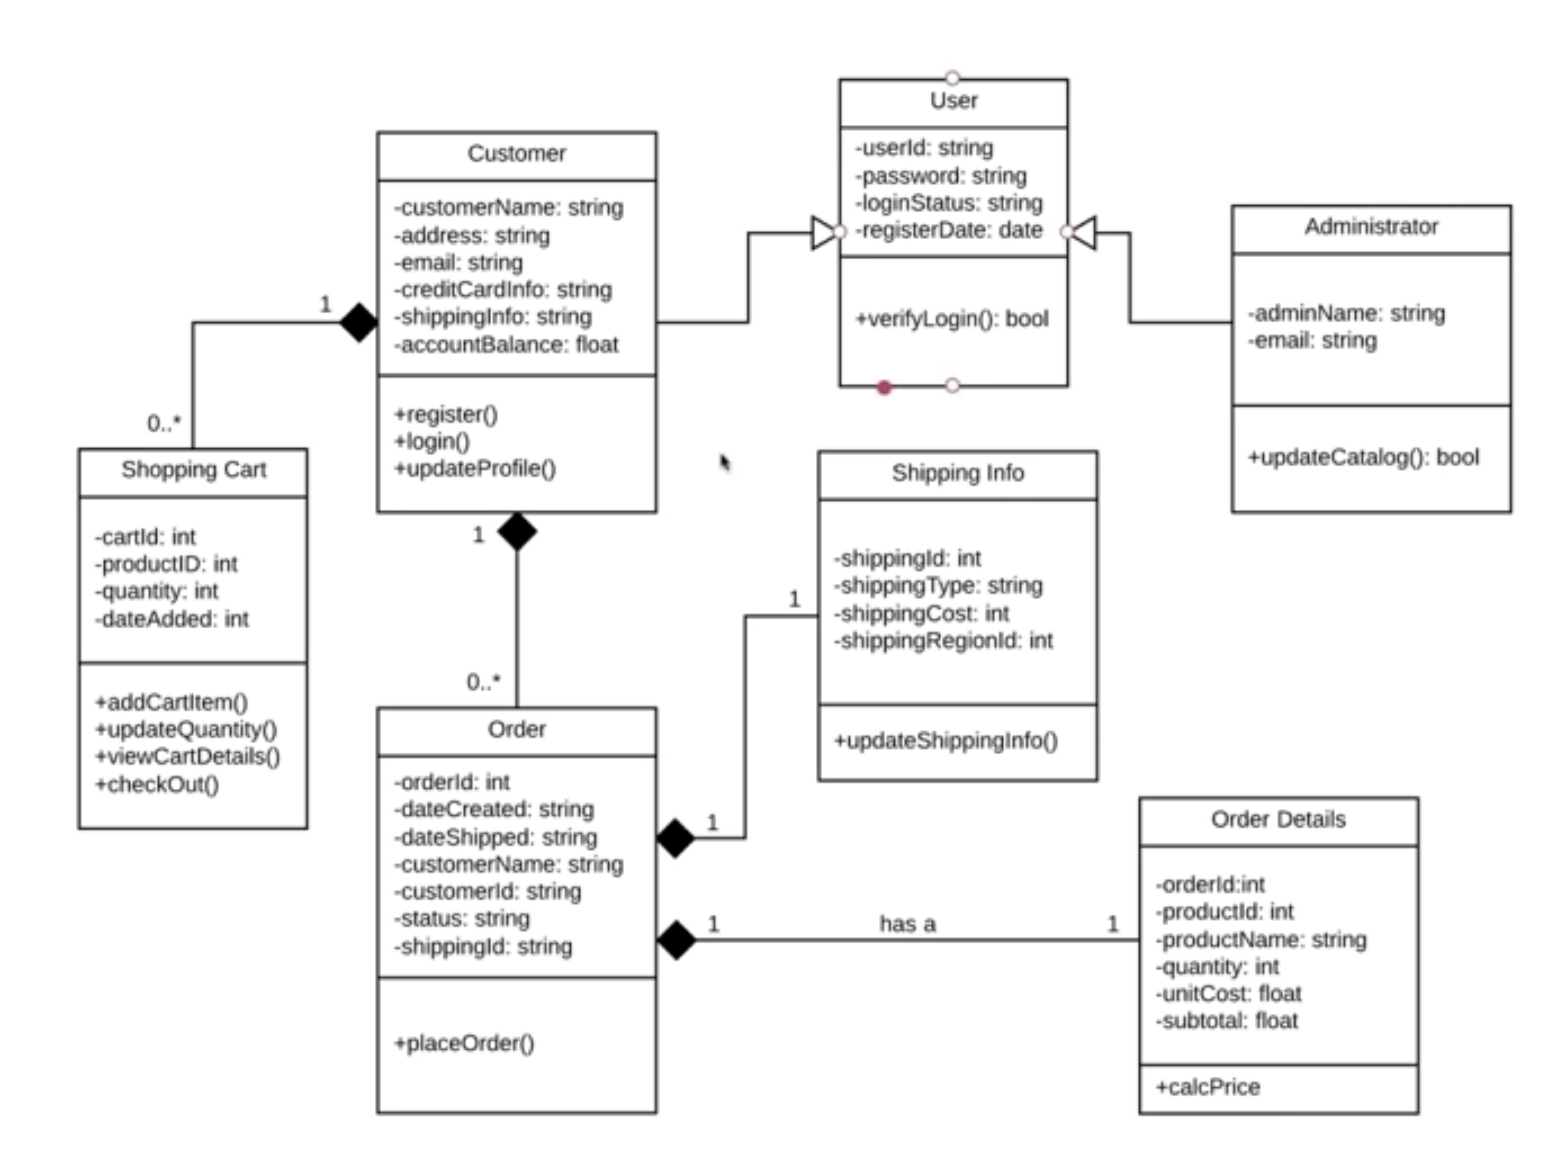 User
-userId: string
-password: string
-loginStatus: string
-registerDate: date
+verifyLogin(): bool
Customer
-customerName: string
-address: string
-email: string
-creditCardInfo: string
-shippingInfo: string
-accountBalance: float
+register()
+login()
+updateProfile()
Administrator
-adminName: string
-email: string
+updateCatalog(): bool
1
0..*
Shopping Cart
-cartId: int
-productID: int
-quantity: int
-dateAdded: int
+addCartItem()
+updateQuantity()
+viewCartDetails()
+checkOut()
1
0..*
Shipping Info
-shippingId: int
-shippingType: string
-shippingCost: int
-shippingRegionId: int
+updateShippingInfo()
1
1
Order
-orderId: int
-dateCreated: string
-dateShipped: string
-customerName: string
-customerId: string
-status: string
-shippingId: string
+placeOrder()
1
has a
1
Order Details
-orderId:int
-productId: int
-productName: string
-quantity: int
-unitCost: float
-subtotal: float
+calcPrice